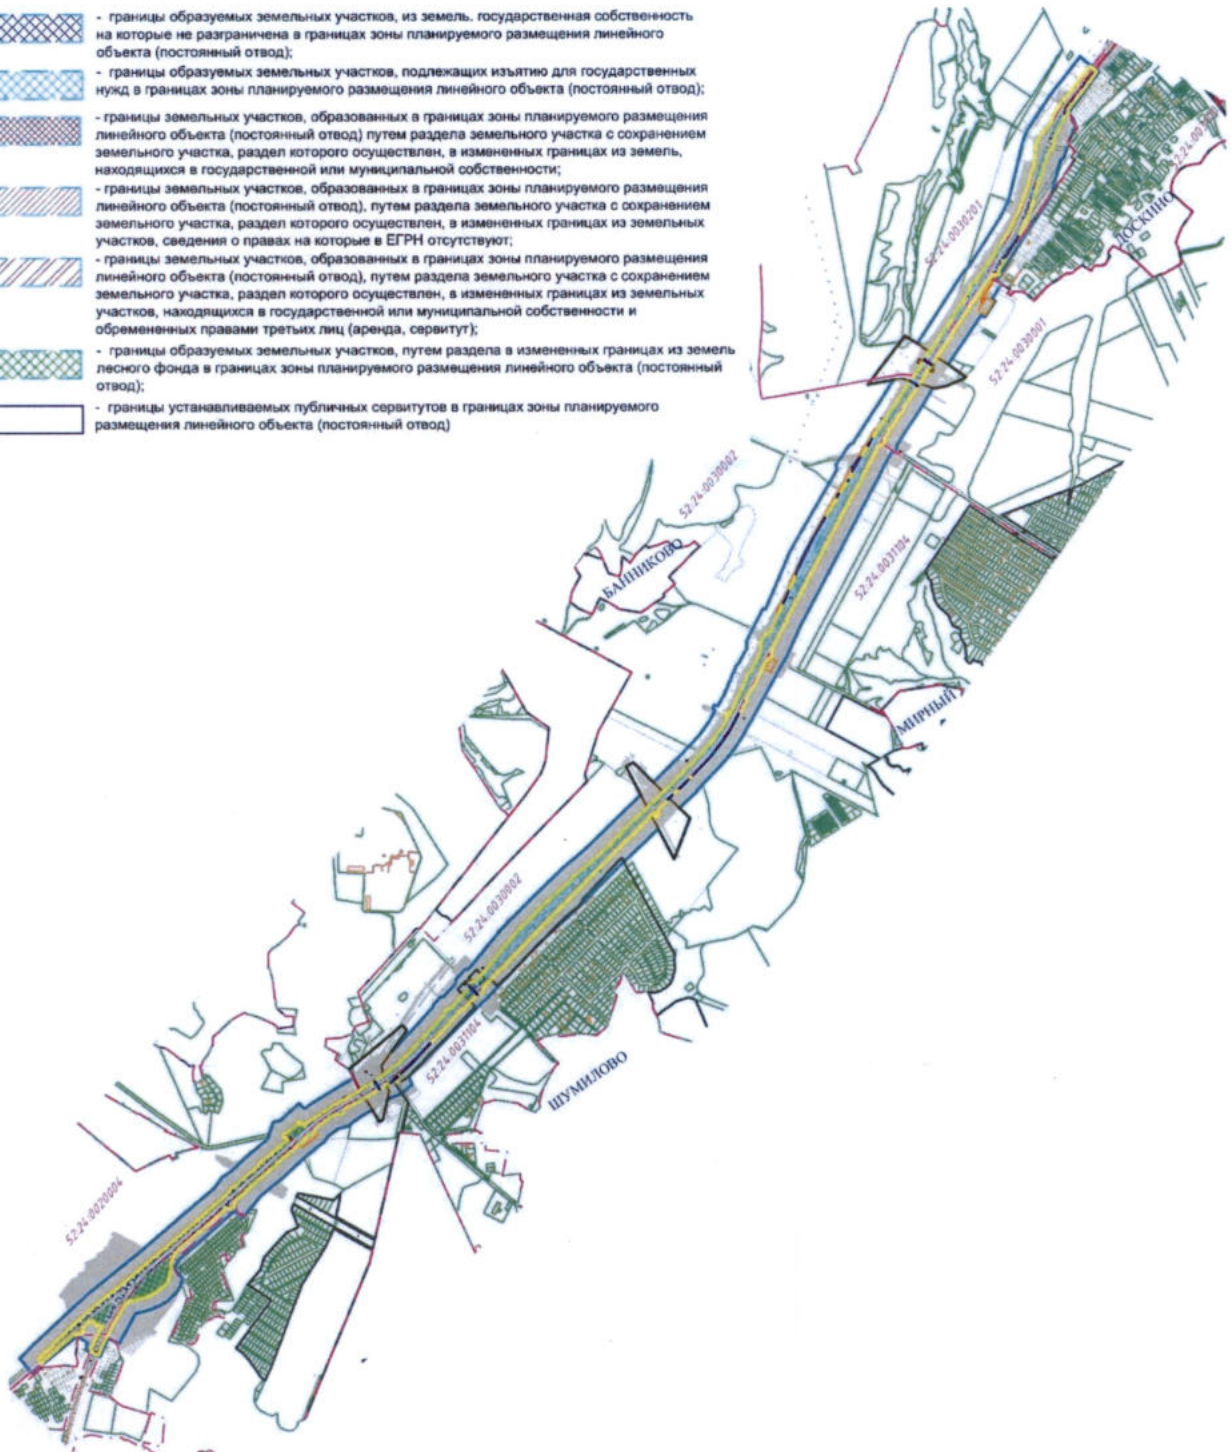 - границы образуемых земельных участков, из земель. государственная собственность
на которые не разграничена в границах зоны планируемого размещения линейного
объекта (постоянный отвод);
- границы образуемых земельных участков, подлежащих изъятию для государственных
нужд в границах зоны планируемого размещения линейного объекта (постоянный отвод);
- границы земельных участков, образованных в границах зоны планируемого размещения
линейного объекта (постоянный отвод) путем раздела земельного участка с сохранением
земельного участка, раздел которого осуществлен, в измененных границах из земель,
находящихся в государственной или муниципальной собственности;
- границы земельных участков, образованных в границах зоны планируемого размещения
линейного объекта (постоянный отвод), путем раздела земельного участка с сохранением
земельного участка, раздел которого осуществлен, в измененных границах из земельных
участков, сведения о правах на которые в ЕГРН отсутствуют;
- границы земельных участков, образованных в границах зоны планируемого размещения
линейного объекта (постоянный отвод), путем раздела земельного участка с сохранением
земельного участка, раздел которого осуществлен, в измененных границах из земельных
участков, находящихся в государственной или муниципальной собственности и
обремененных правами третьих лиц (аренда, сервитут);
- границы образуемых земельных участков, путем раздела в измененных границах из земель
лесного фонда в границах зоны планируемого размещения линейного объекта (постоянный
отвод);
- границы устанавливаемых публичных сервитутов в границах зоны планируемого
размещения линейного объекта (постоянный отвод)
ДОСКИНО
52:24:0030201
52:24:0030001
52:24:0030002
52:24:0031104
БАННИКОВО
МИРНЫЙ
52:24:0030002
52:24:0031104
ШУМИЛОВО
52:24:0020004